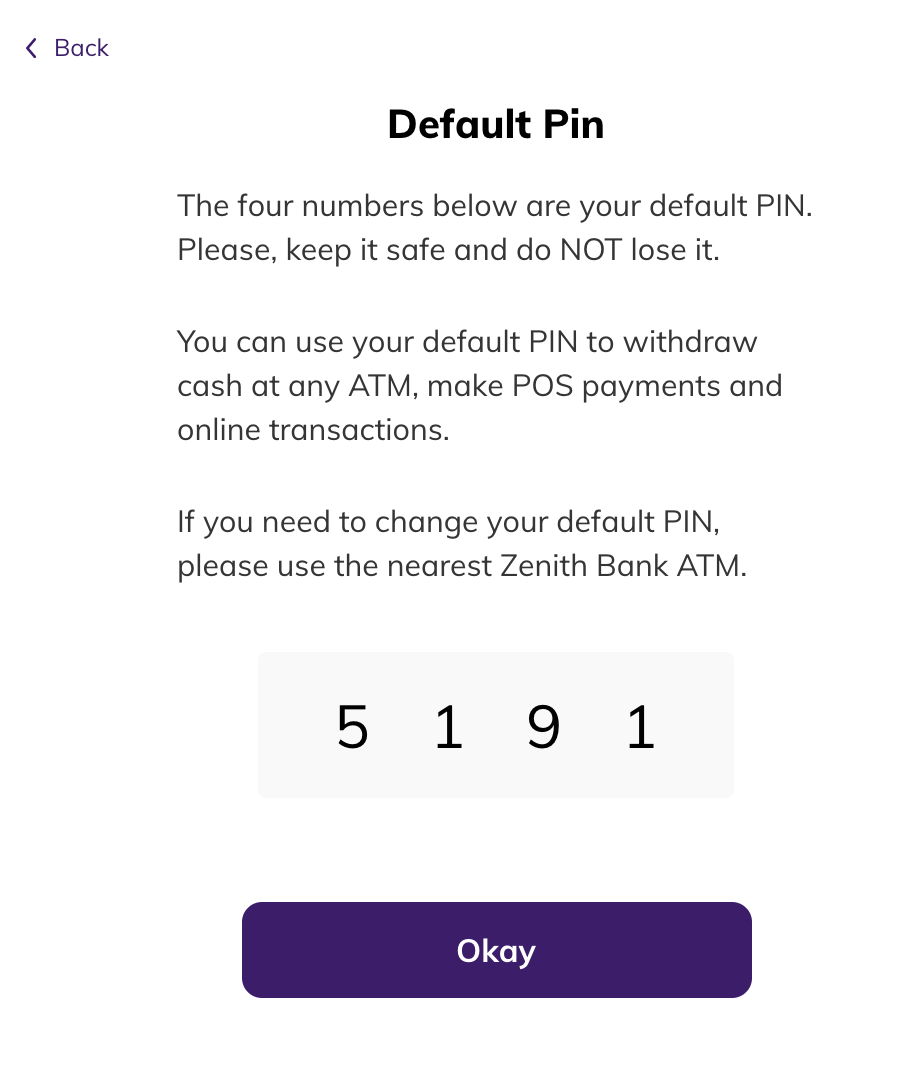 Back
Default Pin
The four numbers below are your default PIN.
Please, keep it safe and do NOT lose it.
You can use your default PIN to withdraw
cash at any ATM, make POS payments and
online transactions.
If you need to change your default PIN,
please use the nearest Zenith Bank ATM.
5 1 9 1
Okay